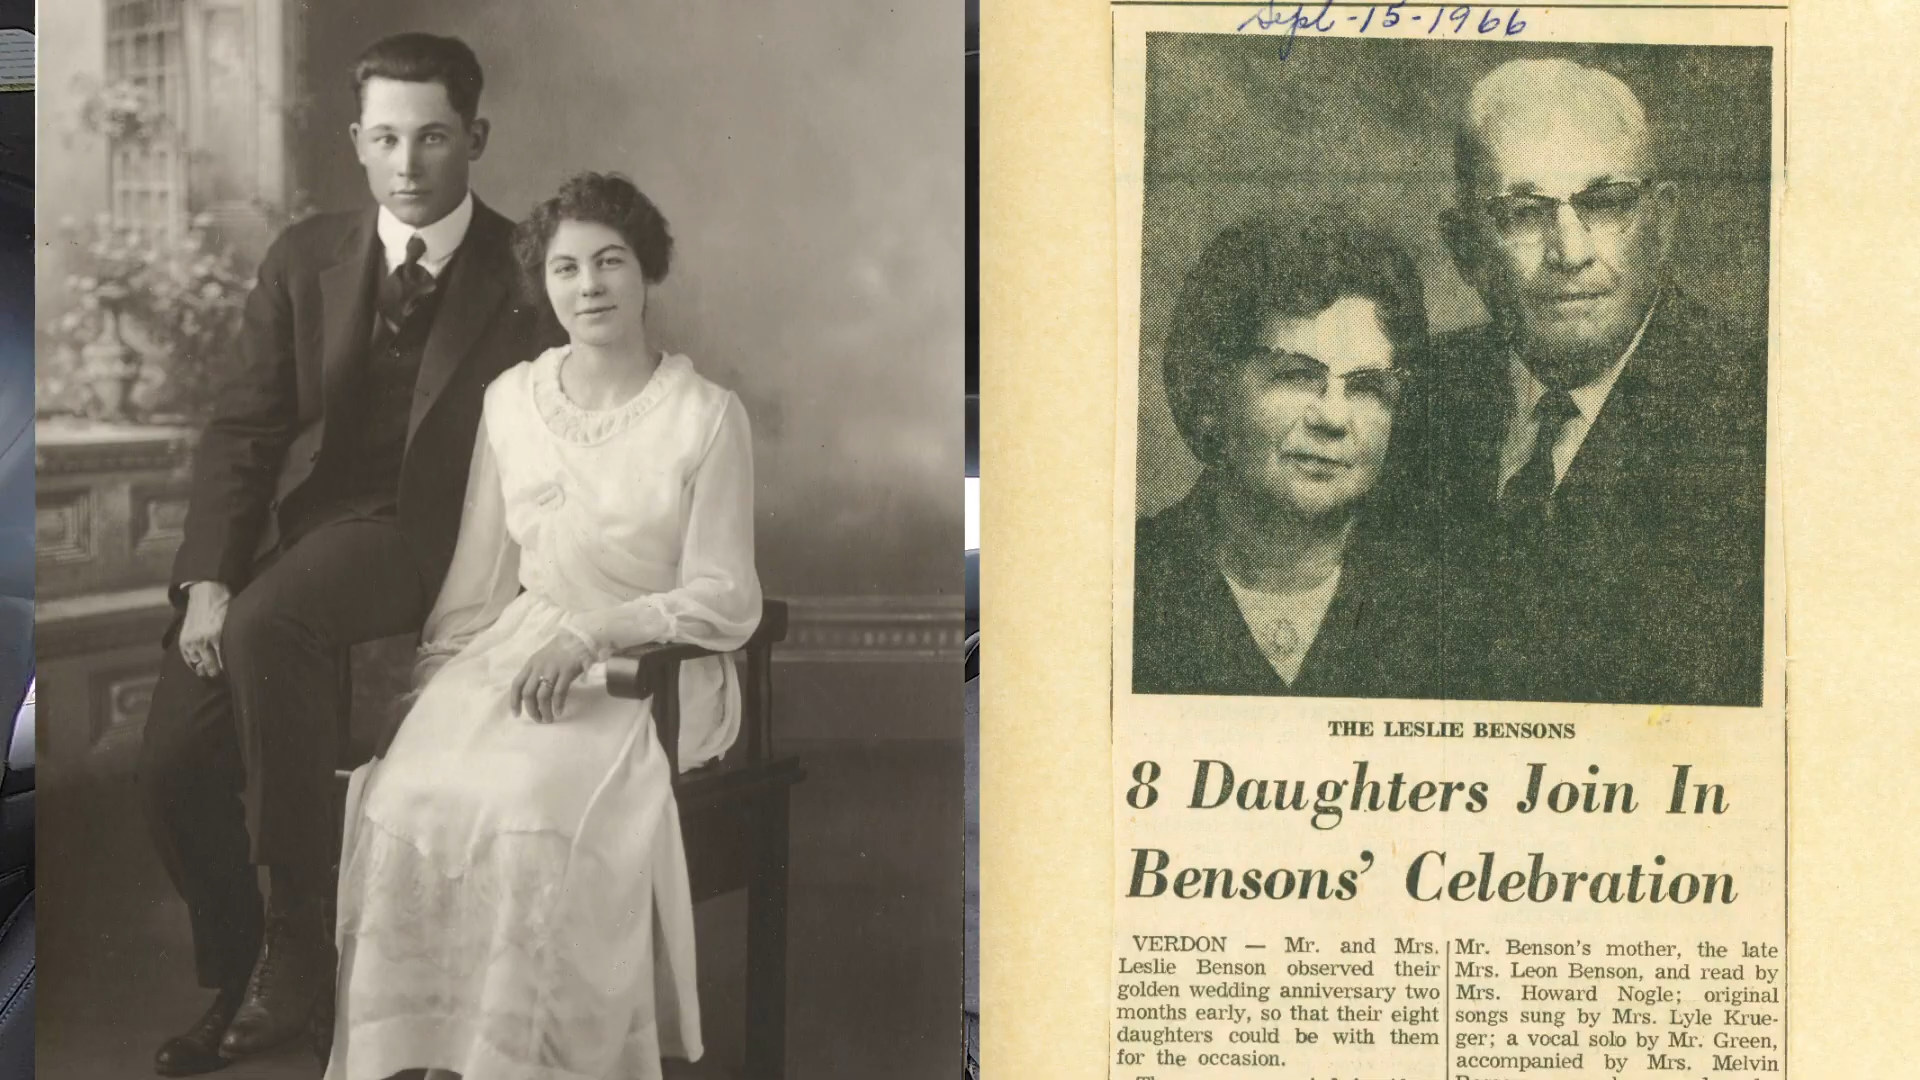 Sept-15-1966
THE LESLIE BENSONS
8 Daughters Join In
Bensons' Celebration
VERDON — Mr. and Mrs.
Leslie Benson observed their
golden wedding anniversary two
months early, so that their eight
daughters could be with them
for the occasion.
Mr. Benson's mother, the late
Mrs. Leon Benson, and read by
Mrs. Howard Nogle; original
songs sung by Mrs. Lyle Krue-
ger; a vocal solo by Mr. Green,
accompanied by Mrs. Melvin